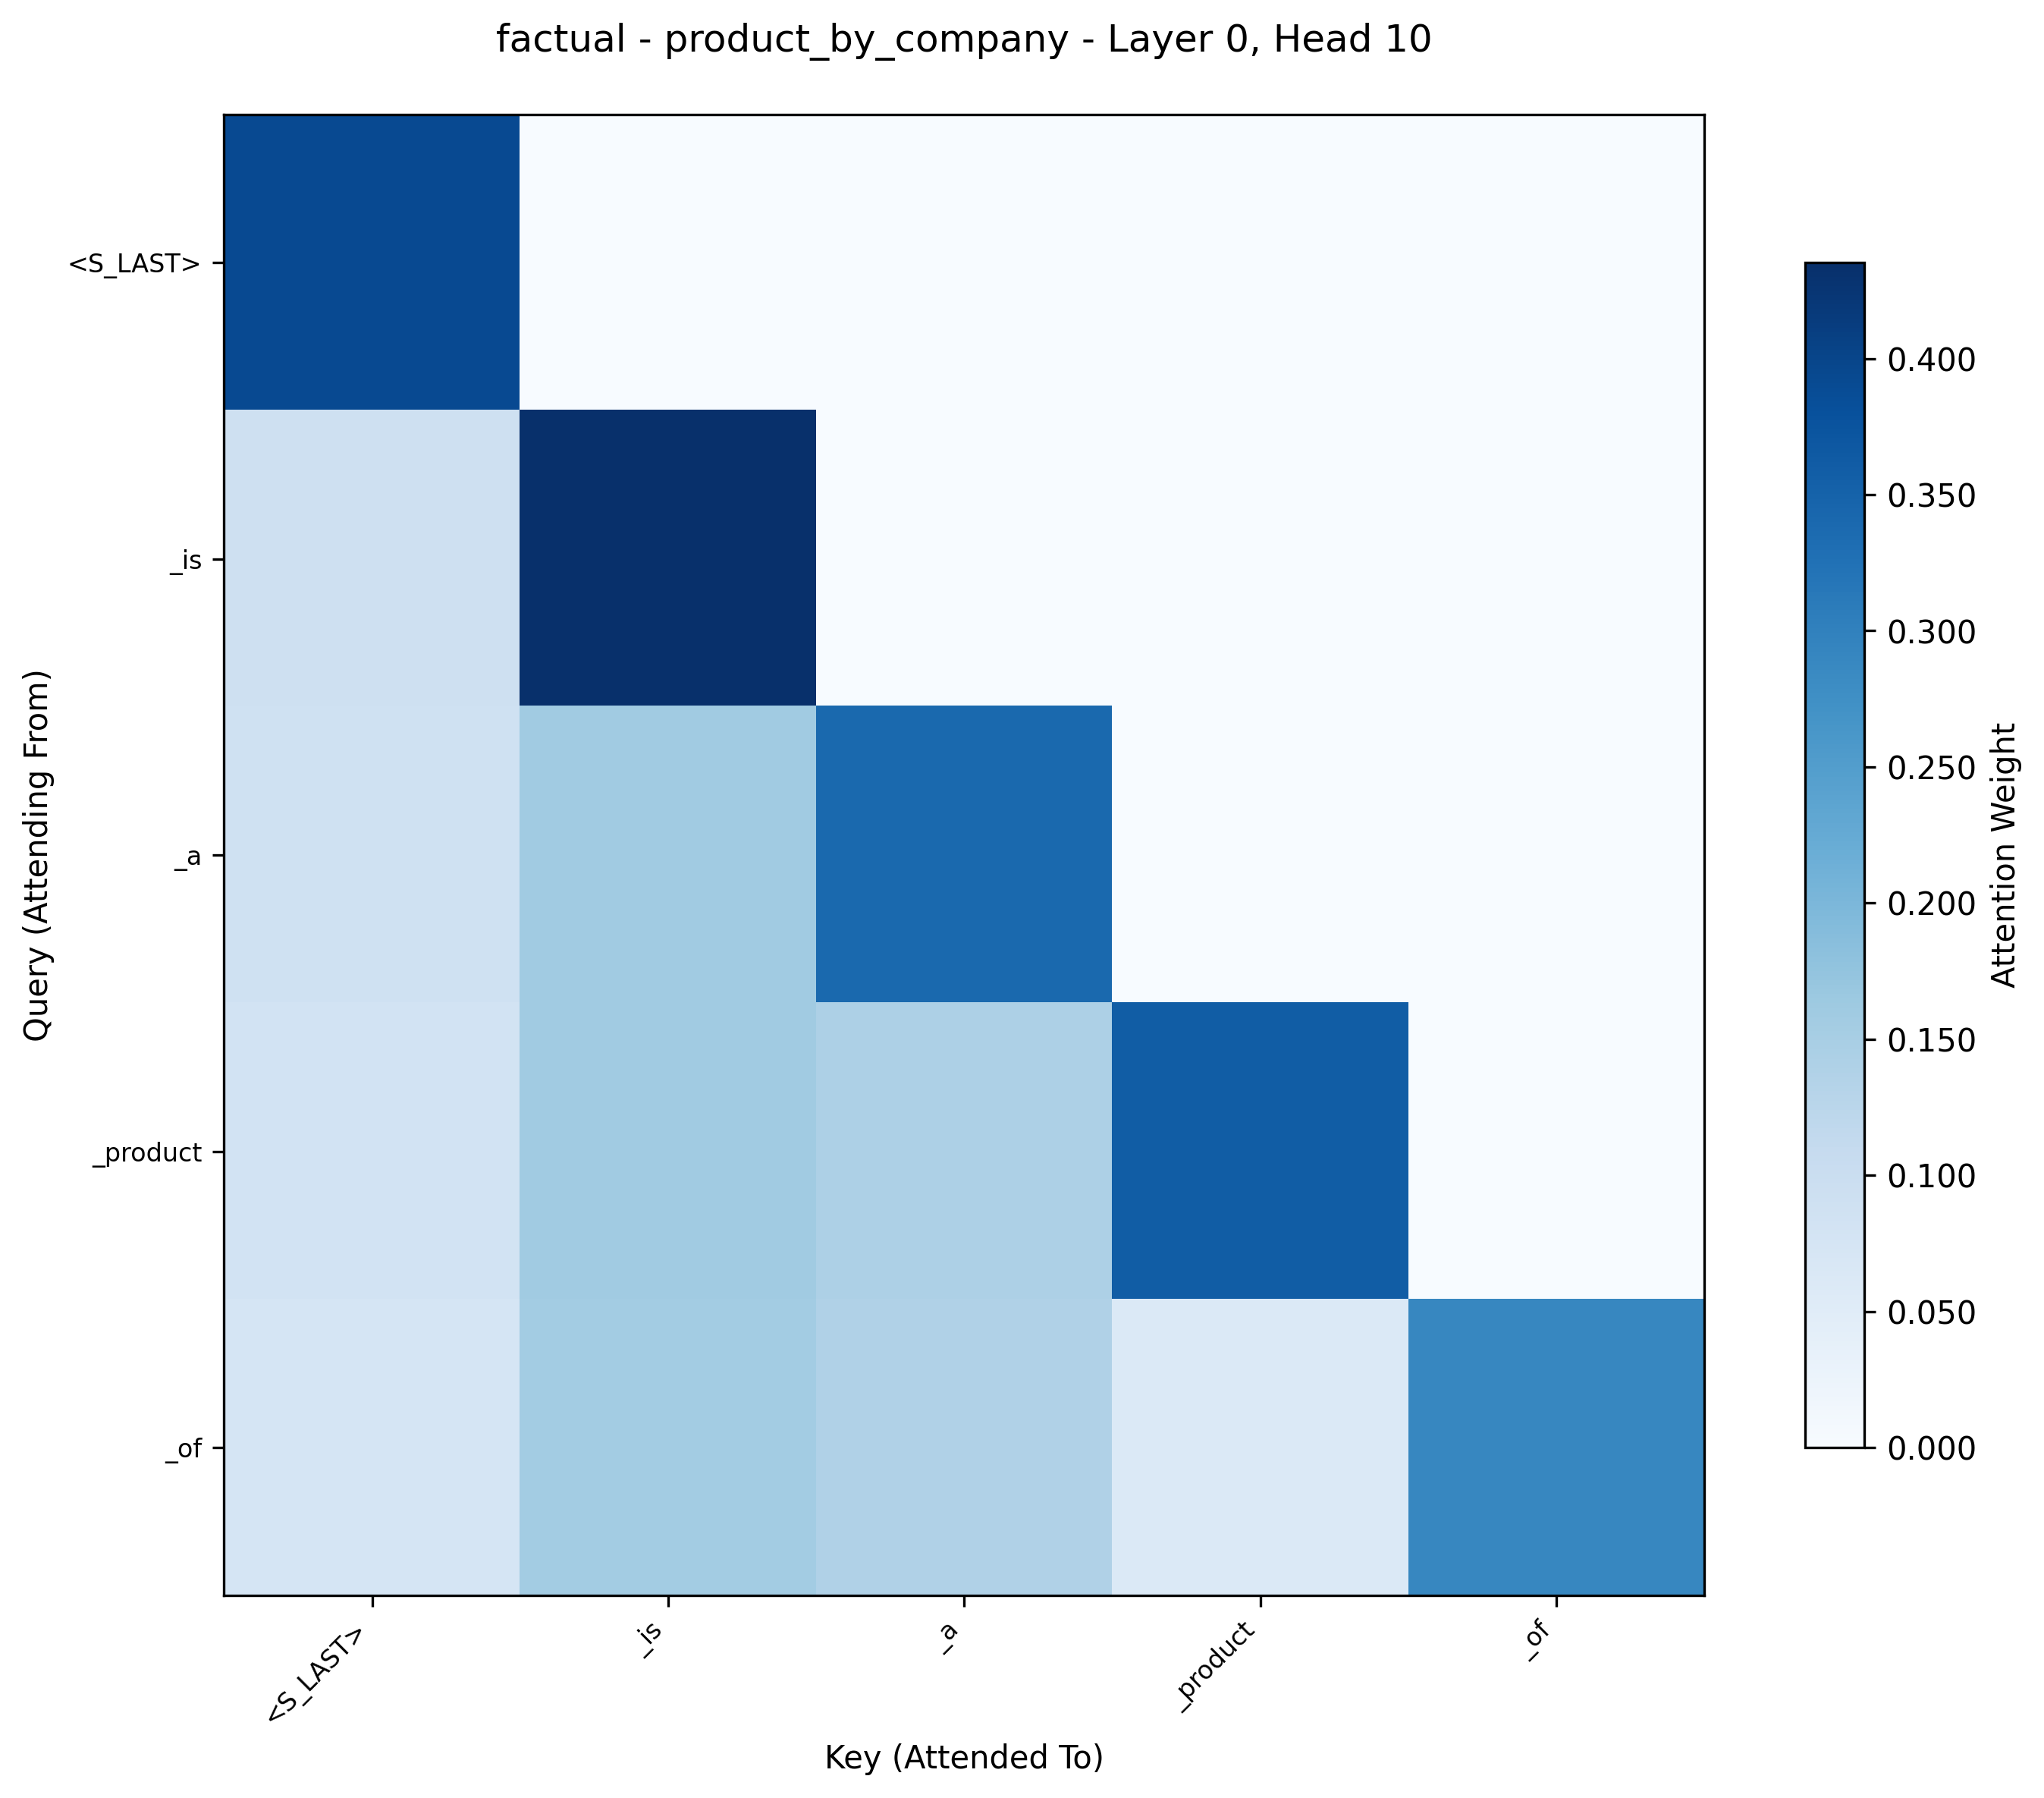 factual - product_by_company - Layer 0, Head 10
Query (Attending From)
<S_LAST>
_is
_a
_product
_of
<S_LAST>
_is
_a
_product
_of
Key (Attended To)
0.400
0.350
0.300
0.250
0.200
0.150
0.100
0.050
0.000
Attention Weight